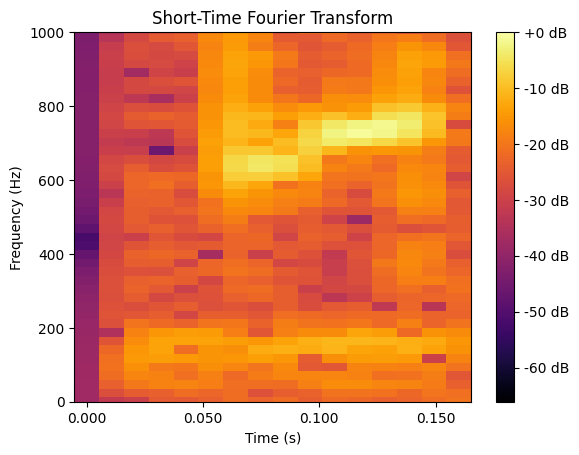 Short-Time Fourier Transform
1000
800
600
400
200
0
Frequency (Hz)
0.000
0.050
0.100
0.150
Time (s)
+0 dB
-10 dB
-20 dB
-30 dB
-40 dB
-50 dB
-60 dB